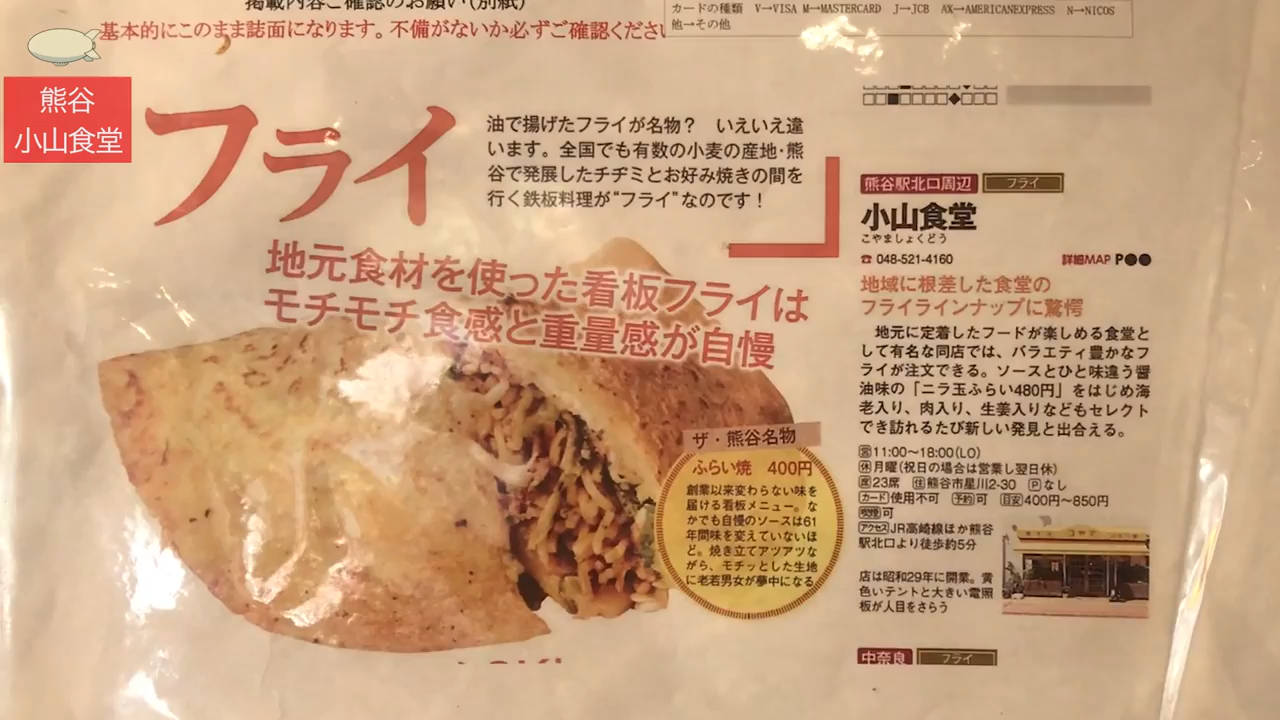 掲載内容ご確認のお願い(別紙)
基本的にこのまま誌面になります。不備がないか必ずご確認ください
カードの種類 V→VISA M→MASTERCARD J→JCB AX→AMERICANEXPRESS N→NICOS
他→その他
熊谷
小山食堂
フライ
油で揚げたフライが名物? いえいえ違
います。全国でも有数の小麦の産地・熊
谷で発展したチヂミとお好み焼きの間を
行く鉄板料理が“フライ”なのです!
地元食材を使った看板フライは
モチモチ食感と重量感が自慢
ザ・熊谷名物
ふらい焼 400円
創業以来変わらない味を
届ける看板メニュー。な
かでも自慢のソースは61
年間味を変えていないほ
ど。焼き立てアツアツな
がら、モチッとした生地
に老若男女が夢中になる
熊谷駅北口周辺 フライ
小山食堂
こやましょくどう
☎ 048-521-4160 詳細MAP P●●
地域に根差した食堂の
フライラインナップに驚愕
地元に定着したフードが楽しめる食堂と
して有名な同店では、バラエティ豊かなフ
ライが注文できる。ソースとひと味違う醤
油味の「ニラ玉ふらい480円」をはじめ海
老入り、肉入り、生姜入りなどもセレクト
でき訪れるたび新しい発見と出合える。
営11:00〜18:00(LO)
休月曜(祝日の場合は営業し翌日休)
席23席 住熊谷市星川2-30 Pなし
カード使用不可 予約可 目安400円〜850円
喫煙可
アクセスJR高崎線ほか熊谷
駅北口より徒歩約5分
店は昭和29年に開業。黄
色いテントと大きい電照
板が人目をさらう
中奈良 フライ